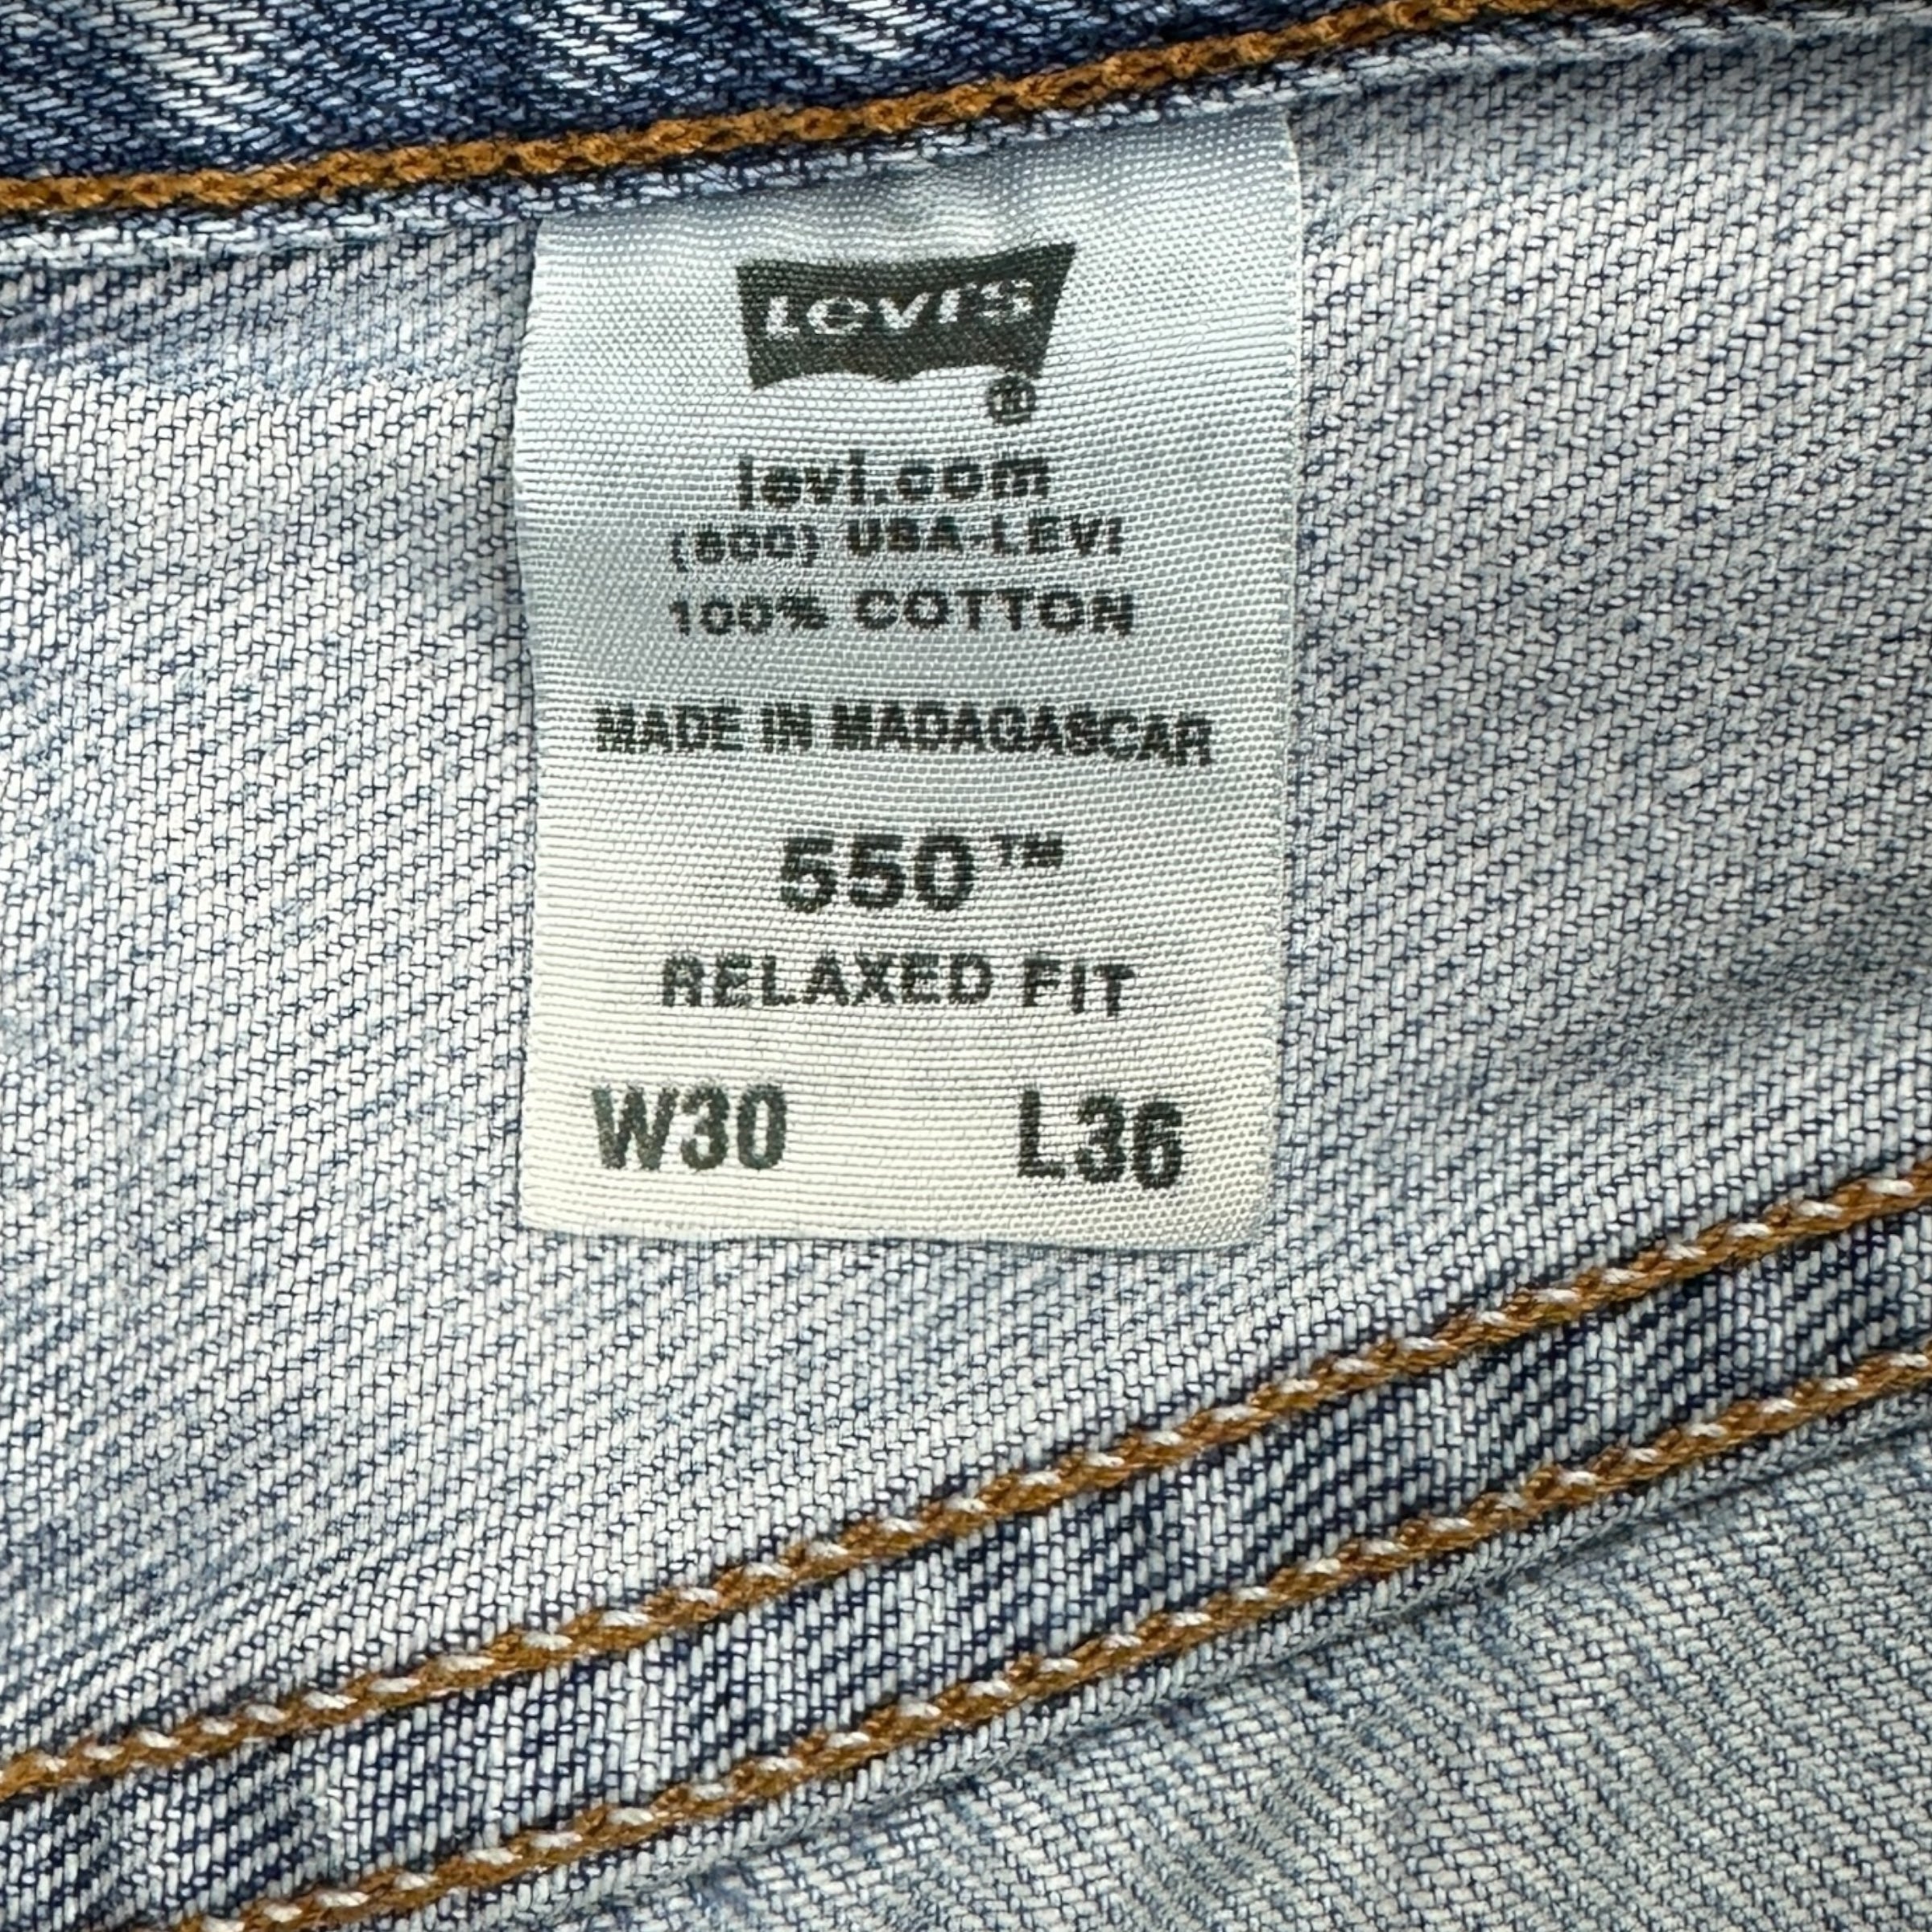 Levi's
®
levi.com
(800) USA-LEVI
100% COTTON
MADE IN MADAGASCAR
550™
RELAXED FIT
W30 L36